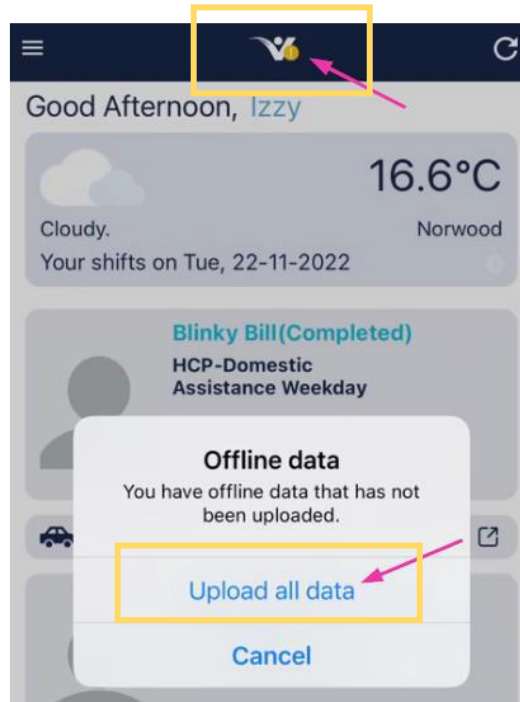 Good Afternoon, Izzy
16.6°C
Cloudy.
Norwood
Your shifts on Tue, 22-11-2022
Blinky Bill(Completed)
HCP-Domestic
Assistance Weekday
Offline data
You have offline data that has not
been uploaded.
Upload all data
Cancel